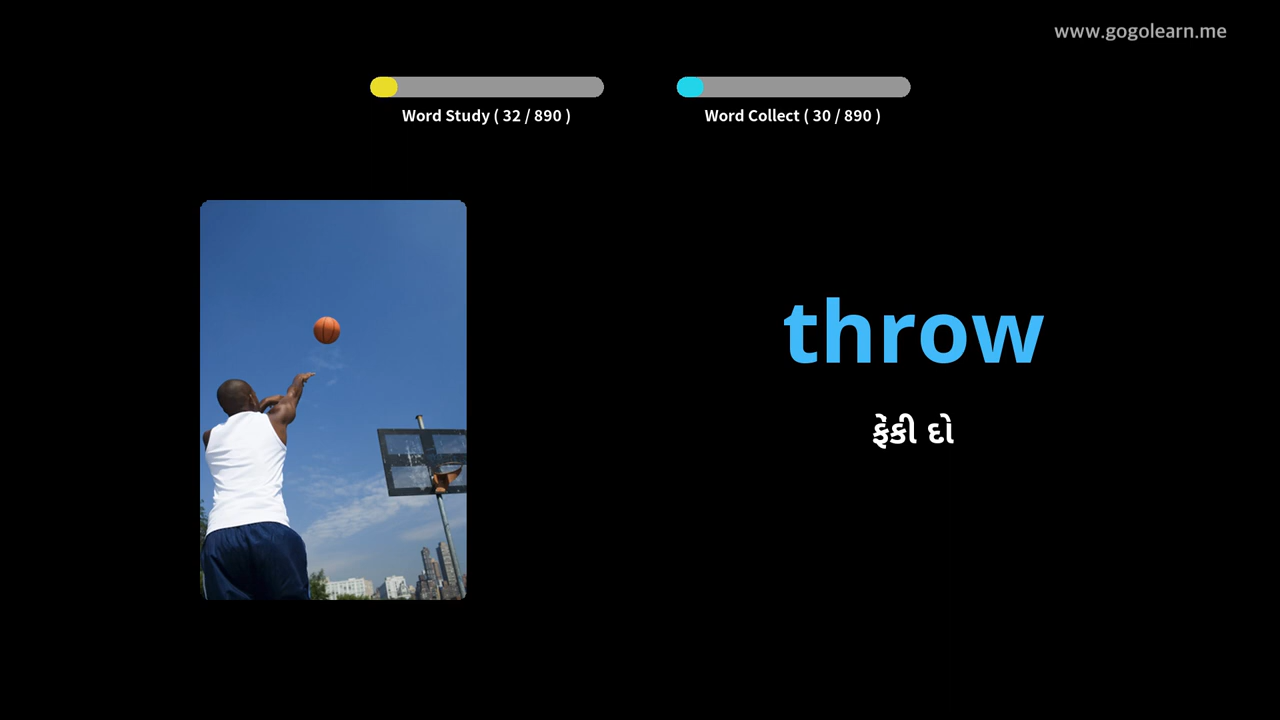 www.gogolearn.me
Word Study ( 32 / 890 )
Word Collect ( 30 / 890 )
throw
ફેંકી દો